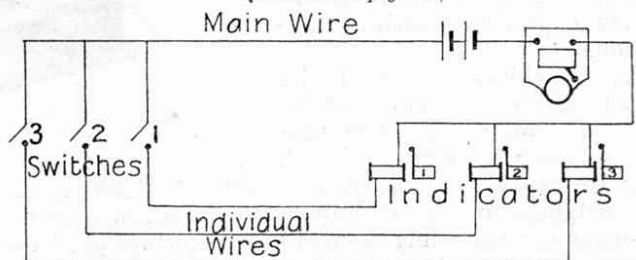 Main Wire
3 2 1
Switches
1 2 3
Indicators
Individual
Wires